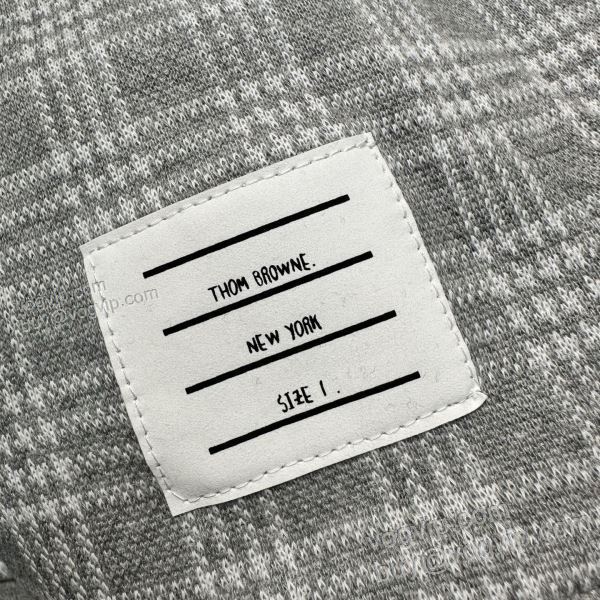 THOM BROWNE.
NEW YORK
SIZE 1 .